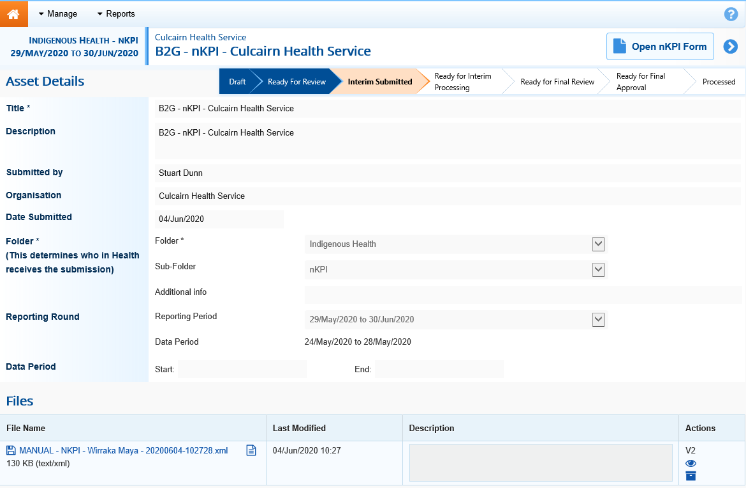 Manage Reports
?
Indigenous Health - nKPI
29/May/2020 to 30/Jun/2020
Culcairn Health Service
B2G - nKPI - Culcairn Health Service
Open nKPI Form
Asset Details
Draft
Ready For Review
Interim Submitted
Ready for Interim
Processing
Ready for Final Review
Ready for Final
Approval
Processed
Title * B2G - nKPI - Culcairn Health Service
Description B2G - nKPI - Culcairn Health Service
Submitted by Stuart Dunn
Organisation Culcairn Health Service
Date Submitted 04/Jun/2020
Folder *
(This determines who in Health
receives the submission)
Folder * Indigenous Health
Sub-Folder nKPI
Additional info
Reporting Round
Reporting Period 29/May/2020 to 30/Jun/2020
Data Period 24/May/2020 to 28/May/2020
Data Period Start: End:
Files
File Name Last Modified Description Actions
MANUAL - NKPI - Wirraka Maya - 20200604-102728.xml 04/Jun/2020 10:27 V2
130 KB (text/xml)